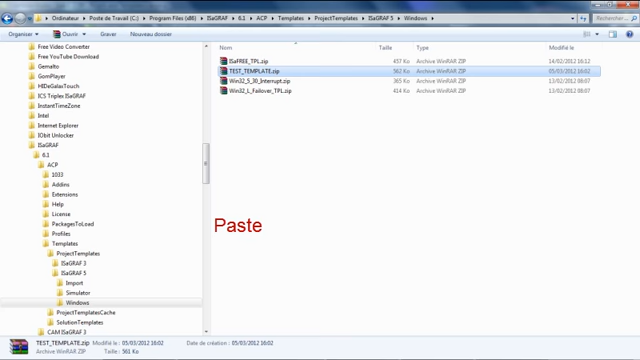 Ordinateur ▸ Poste de Travail (C:) ▸ Program Files (x86) ▸ ISaGRAF ▸ 6.1 ▸ ACP ▸ Templates ▸ ProjectTemplates ▸ ISaGRAF 5 ▸ Windows ▸
Rechercher ...
Organiser Ouvrir Graver Nouveau dossier
Nom Taille Type Modifié le
ISaFREE_TPL.zip 457 Ko Archive WinRAR ZIP 14/02/2012 16:12
TEST_TEMPLATE.zip 562 Ko Archive WinRAR ZIP 05/03/2012 16:02
Win32_5_30_Interrupt.zip 365 Ko Archive WinRAR ZIP 13/02/2012 08:07
Win32_L_Failover_TPL.zip 414 Ko Archive WinRAR ZIP 13/02/2012 08:07
Free Video Converter
Free YouTube Download
Gemalto
GomPlayer
HiDeGalaxTouch
ICS Triplex ISaGRAF
InstantTimeZone
Intel
Internet Explorer
IObit Unlocker
ISaGRAF
6.1
ACP
1033
Addins
Extensions
Help
License
PackagesToLoad
Profiles
Templates
ProjectTemplates
ISaGRAF 3
ISaGRAF 5
Import
Simulator
Windows
ProjectTemplatesCache
SolutionTemplates
CAM ISaGRAF 3
Paste
TEST_TEMPLATE.zip Modifié le : 05/03/2012 16:02 Date de création : 05/03/2012 16:02
Archive WinRAR ZIP Taille : 561 Ko